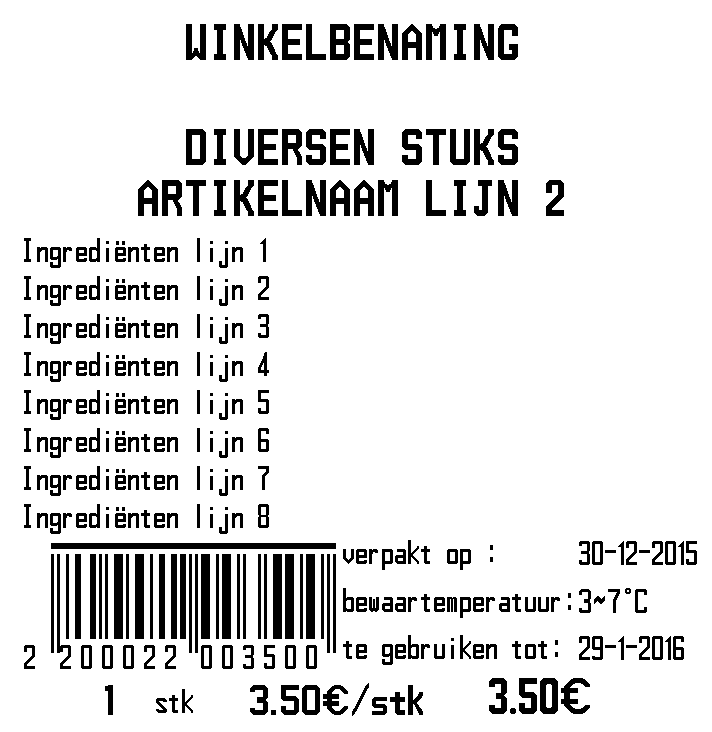 WINKELBENAMING
DIVERSEN STUKS
ARTIKELNAAM LIJN 2
Ingrediënten lijn 1
Ingrediënten lijn 2
Ingrediënten lijn 3
Ingrediënten lijn 4
Ingrediënten lijn 5
Ingrediënten lijn 6
Ingrediënten lijn 7
Ingrediënten lijn 8
verpakt op : 30-12-2015
bewaartemperatuur:3~7°C
te gebruiken tot: 29-1-2016
2 200022 003500
1 stk 3.50€/stk 3.50€